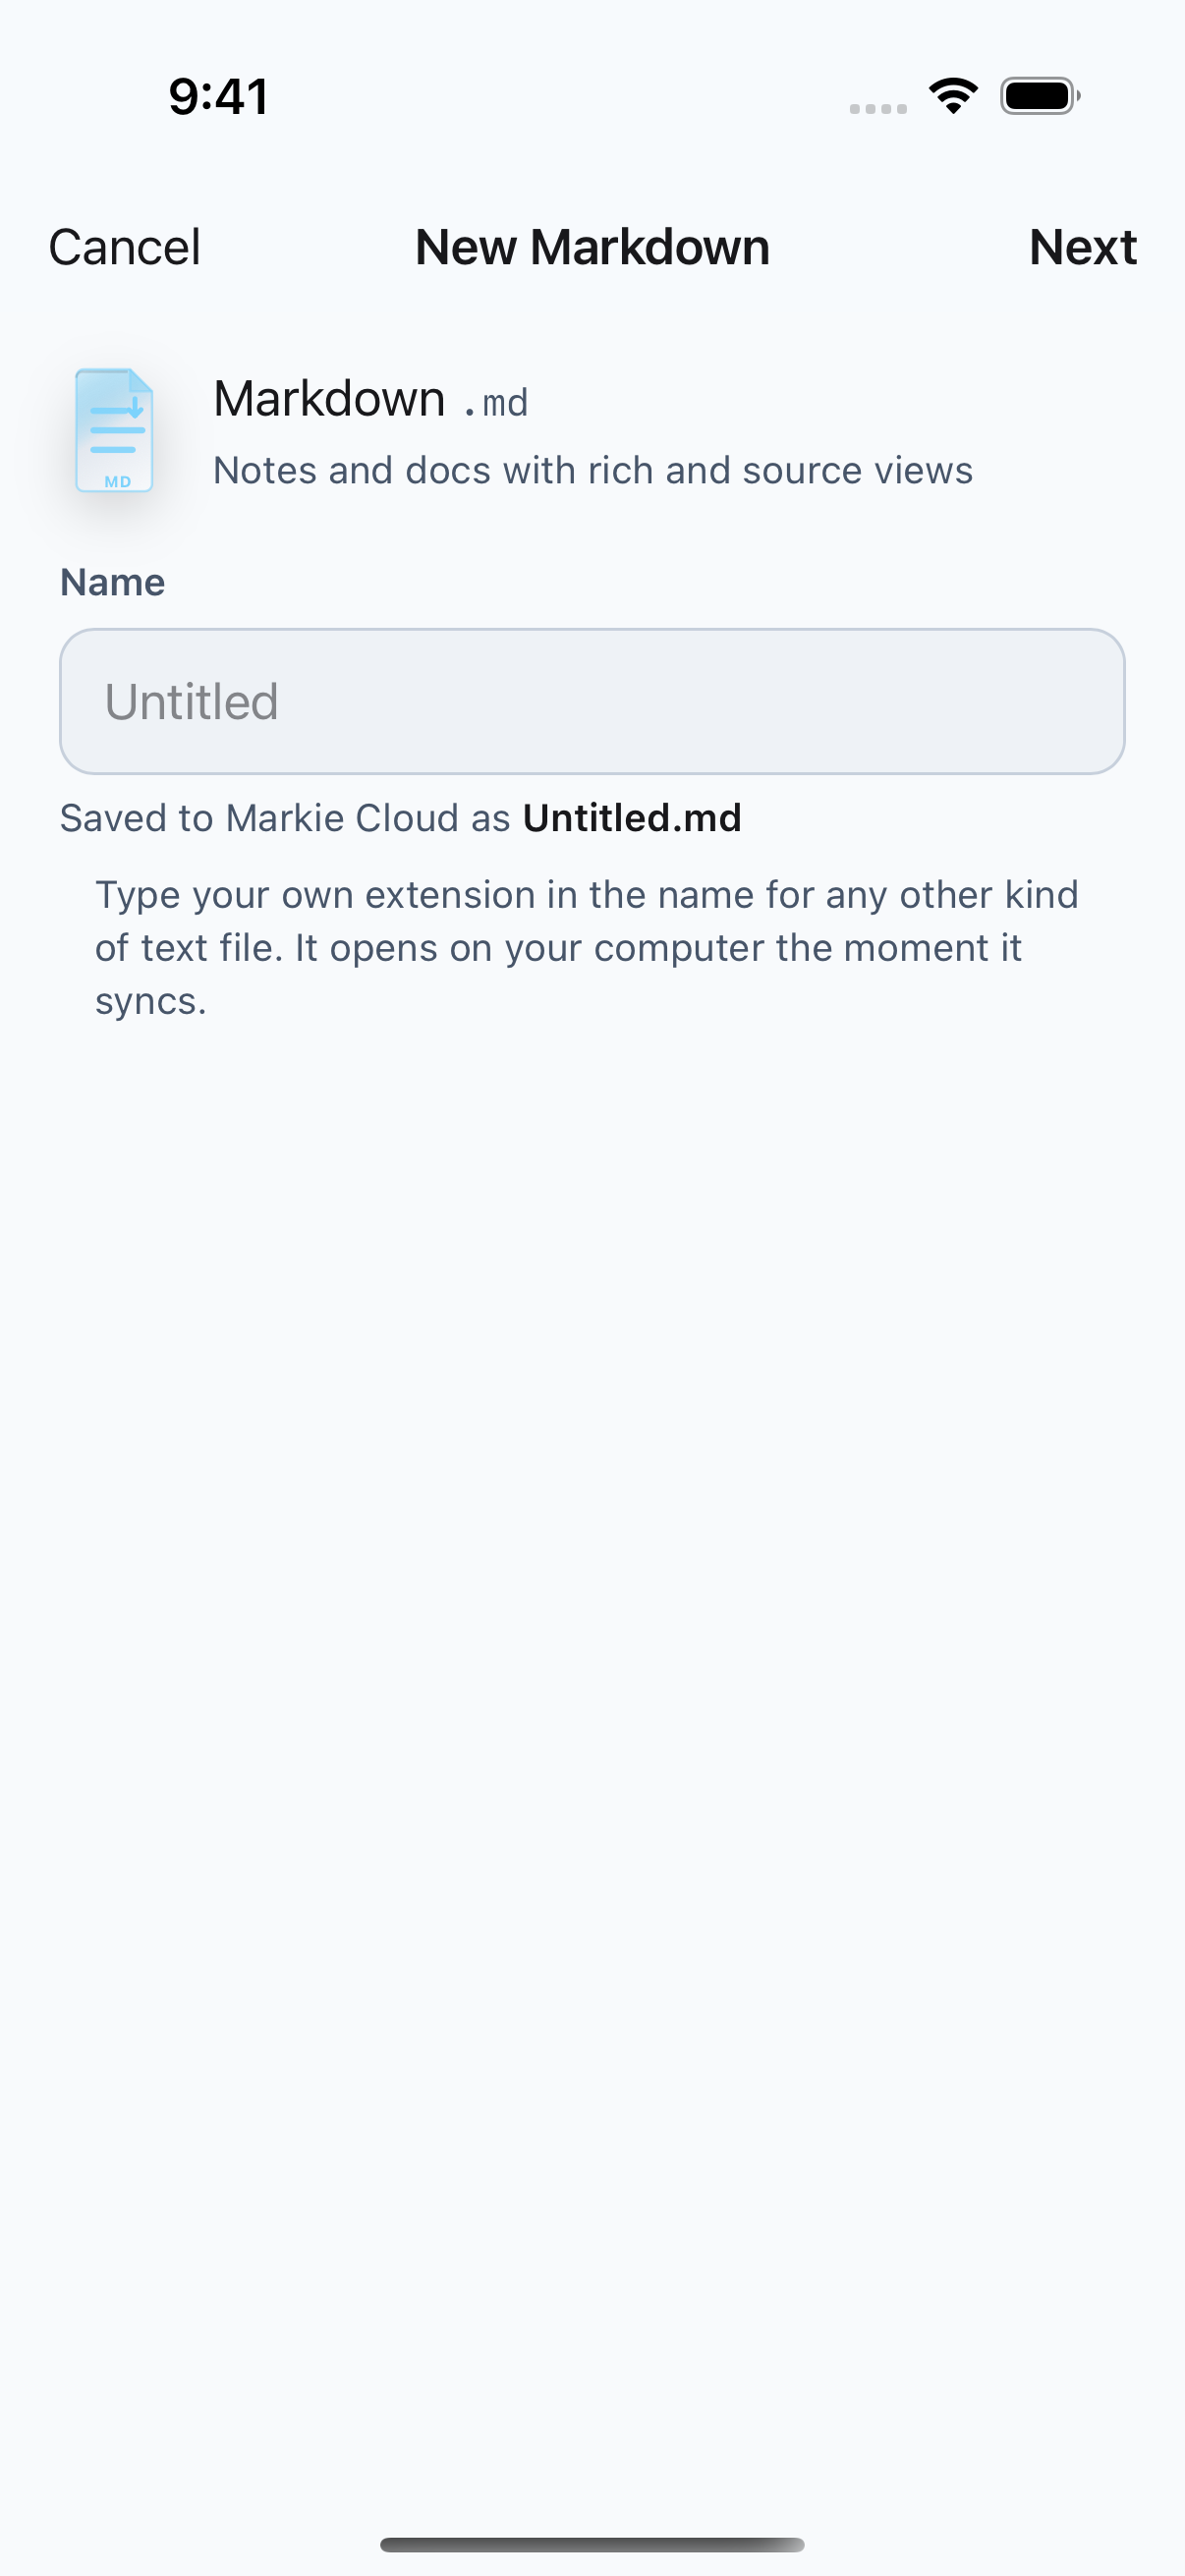 9:41
Cancel New Markdown Next
Markdown .md
Notes and docs with rich and source views
MD
Name
Untitled
Saved to Markie Cloud as Untitled.md
Type your own extension in the name for any other kind
of text file. It opens on your computer the moment it
syncs.